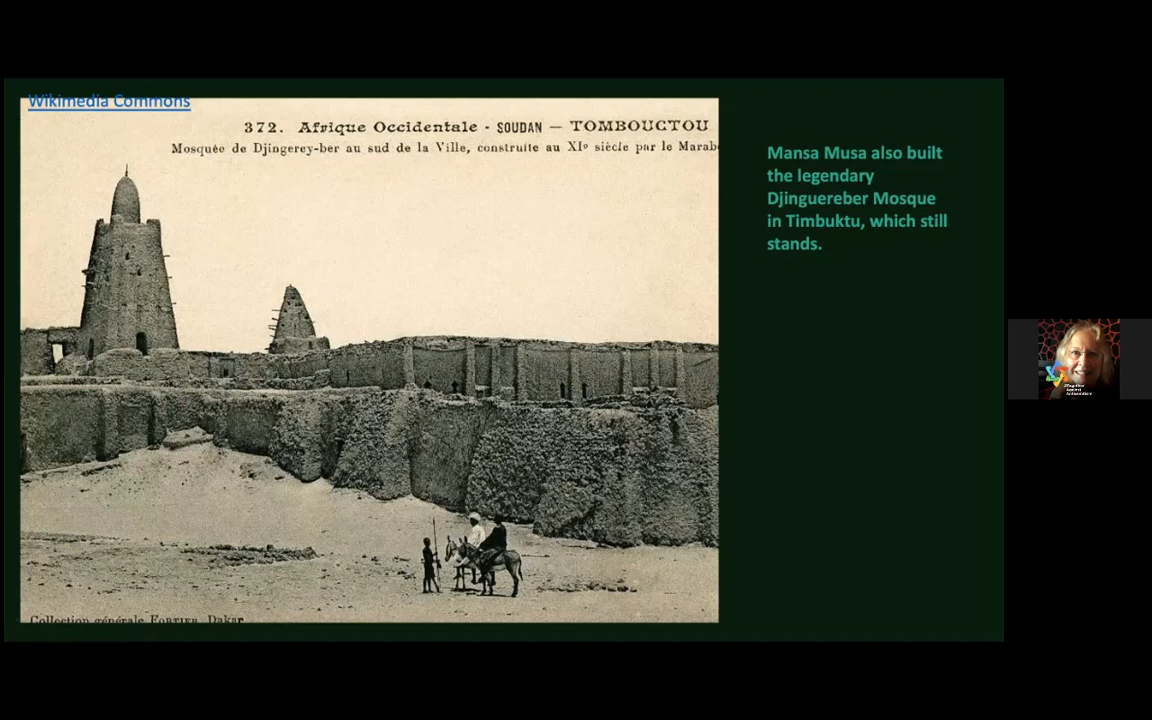 Wikimedia Commons
372. Afrique Occidentale - SOUDAN — TOMBOUCTOU
Mosquée de Djingerey-ber au sud de la Ville, construite au XIe siècle par le Marab
Collection générale FORTIER, Dakar
Mansa Musa also built
the legendary
Djinguereber Mosque
in Timbuktu, which still
stands.